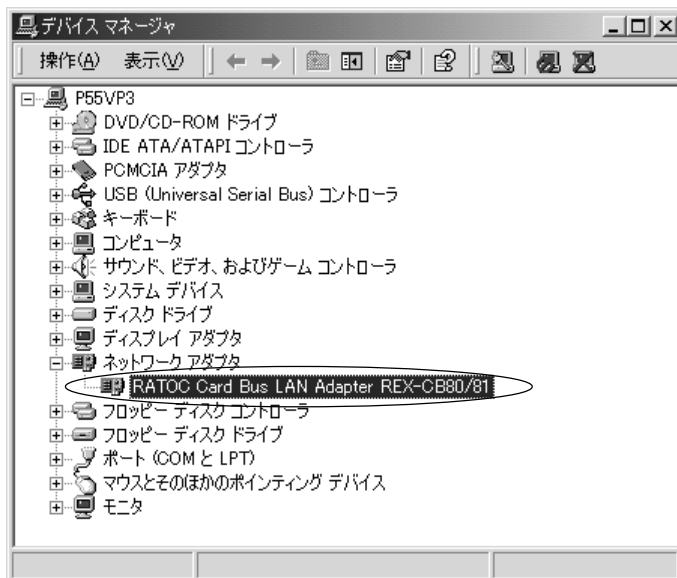 デバイス マネージャ
操作(A) 表示(V)
P55VP3
DVD/CD-ROM ドライブ
IDE ATA/ATAPI コントローラ
PCMCIA アダプタ
USB (Universal Serial Bus) コントローラ
キーボード
コンピュータ
サウンド、ビデオ、およびゲーム コントローラ
システム デバイス
ディスク ドライブ
ディスプレイ アダプタ
ネットワーク アダプタ
RATOC Card Bus LAN Adapter REX-CB80/81
フロッピー ディスク コントローラ
フロッピー ディスク ドライブ
ポート (COM と LPT)
マウスとそのほかのポインティング デバイス
モニタ